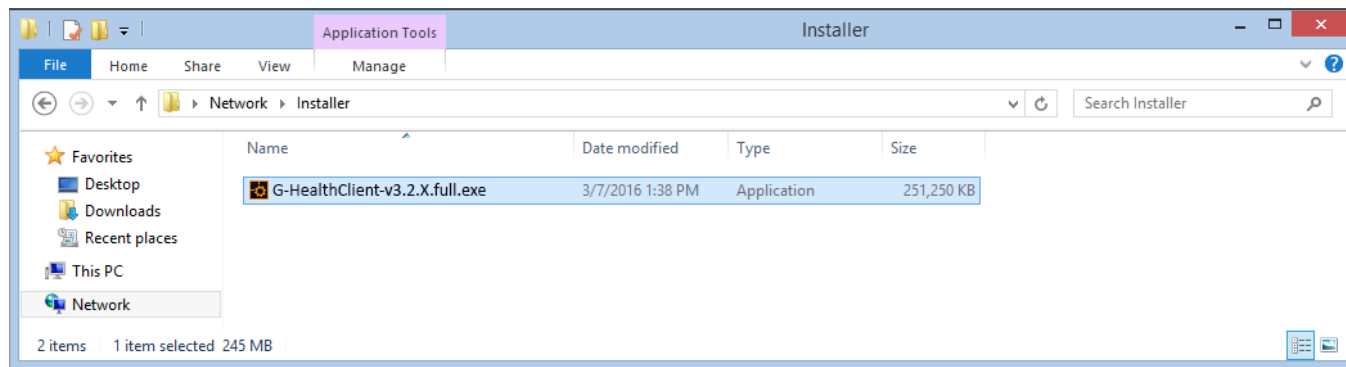 Application Tools
Installer
File Home Share View Manage
Network Installer
Search Installer
Favorites
Desktop
Downloads
Recent places
This PC
Network
Name Date modified Type Size
G-HealthClient-v3.2.X.full.exe 3/7/2016 1:38 PM Application 251,250 KB
2 items 1 item selected 245 MB